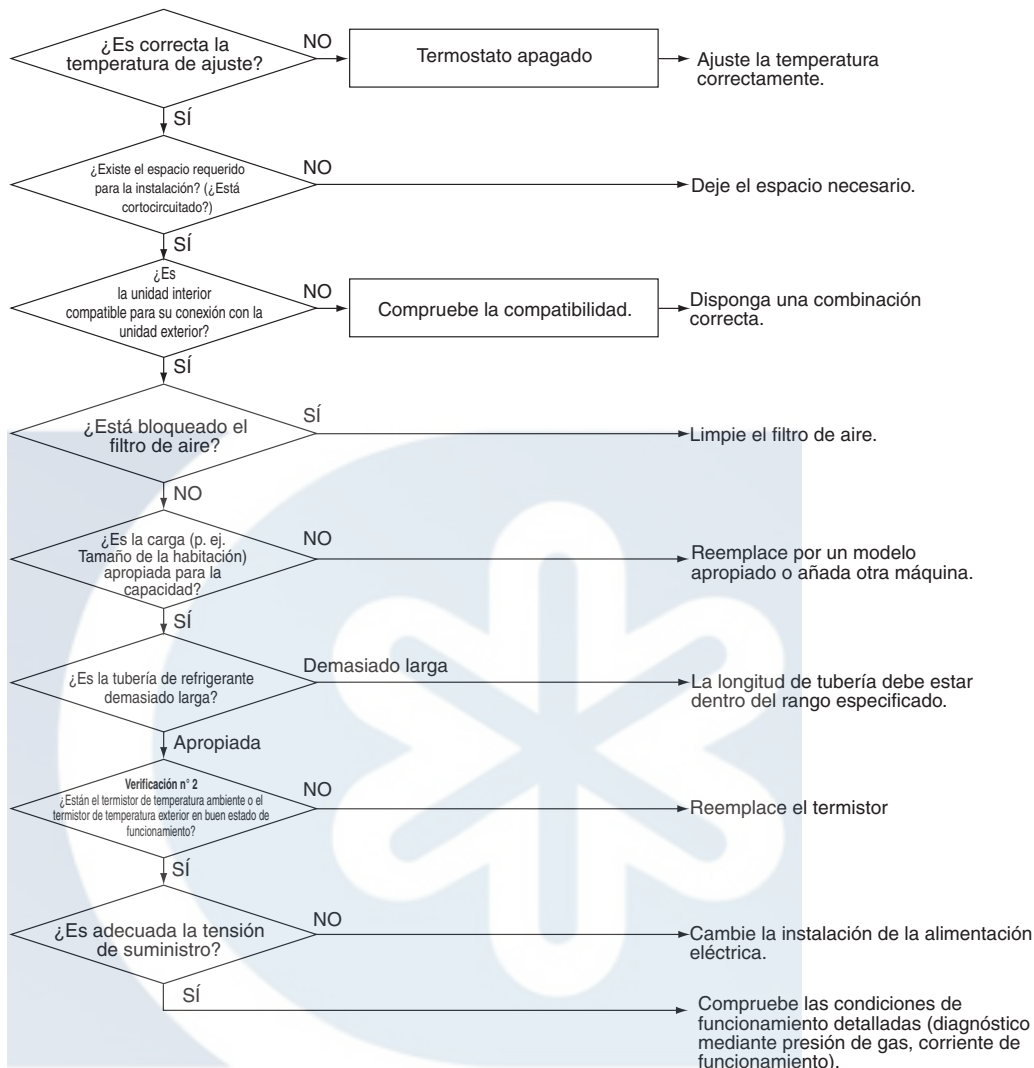 ¿Es correcta la
temperatura de ajuste?
NO
Termostato apagado
Ajuste la temperatura
correctamente.
SÍ
¿Existe el espacio requerido
para la instalación? (¿Está
cortocircuitado?)
NO
Deje el espacio necesario.
SÍ
¿Es
la unidad interior
compatible para su conexión con la
unidad exterior?
NO
Compruebe la compatibilidad.
Disponga una combinación
correcta.
SÍ
¿Está bloqueado el
filtro de aire?
SÍ
Limpie el filtro de aire.
NO
¿Es la carga (p. ej.
Tamaño de la habitación)
apropiada para la
capacidad?
NO
Reemplace por un modelo
apropiado o añada otra máquina.
SÍ
¿Es la tubería de refrigerante
demasiado larga?
Demasiado larga
La longitud de tubería debe estar
dentro del rango especificado.
Apropiada
Verificación n° 2
¿Están el termistor de temperatura ambiente o el
termistor de temperatura exterior en buen estado de
funcionamiento?
NO
Reemplace el termistor
SÍ
¿Es adecuada la tensión
de suministro?
NO
Cambie la instalación de la alimentación
eléctrica.
SÍ
Compruebe las condiciones de
funcionamiento detalladas (diagnóstico
mediante presión de gas, corriente de
funcionamiento).